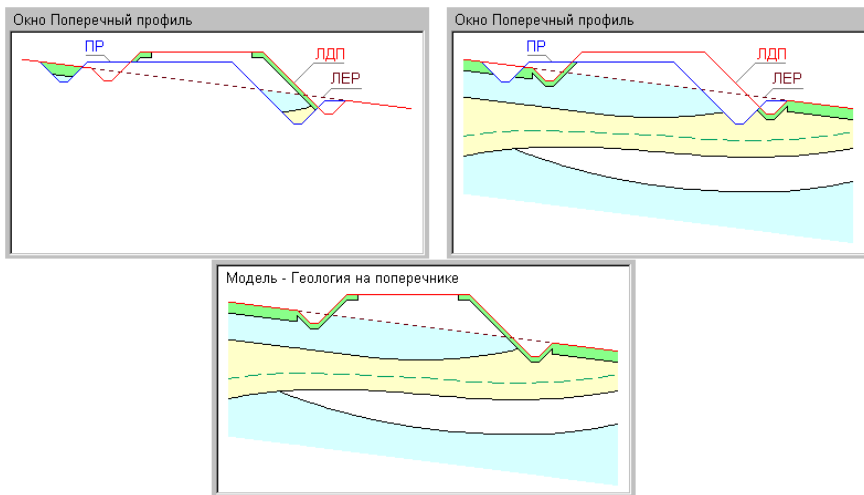 Окно Поперечный профиль
ПР
ЛДП
ЛЕР
Окно Поперечный профиль
ПР
ЛДП
ЛЕР
Модель - Геология на поперечнике